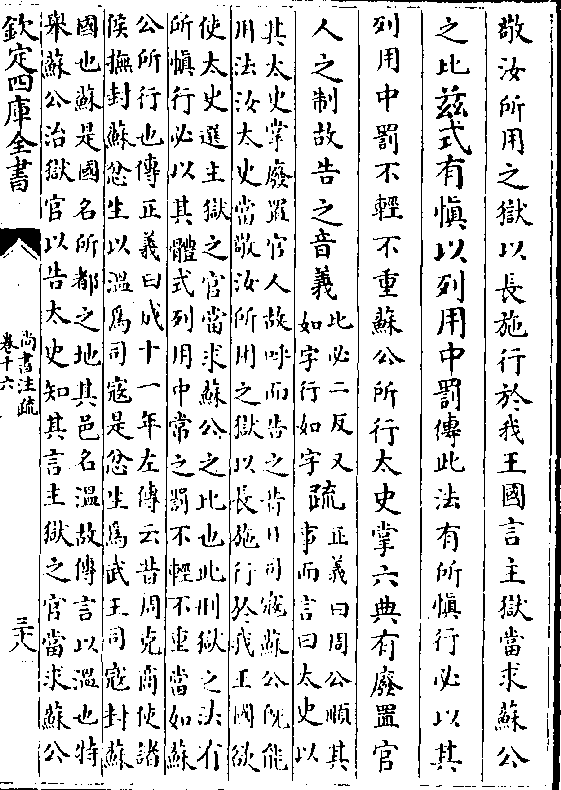 敬汝所用之獄以長施行於我王國言主獄當求蘇公
之比兹式有慎以列用中罰傳此法有所慎行必以其
列用中罰不輕不重蘇公所行太史掌六典有廢置官
人之制故告之音義
比必二反又
如字行如字
疏
正義曰周公順其
事而言曰太史以
其太史掌廢置官人故呼而告之昔日司寇蘇公既能
用法汝太史當敬汝所用之獄以長施行於我王國欲
使太史選主獄之官當求蘇公之比也此刑獄之法有
所慎行必以其體式列用中常之罰不輕不重當如蘇
公所行也傳正義曰成十一年左傳云昔周克商使諸
侯撫封蘇忿生以溫爲司寇是忿生爲武王司寇封蘇
國也蘇是國名所都之地其邑名溫故傳言以溫也特
舉蘇公治獄官以告太史知其言主獄之官當求蘇公
欽定四庫全書
尚書注疏
卷十六
三十八